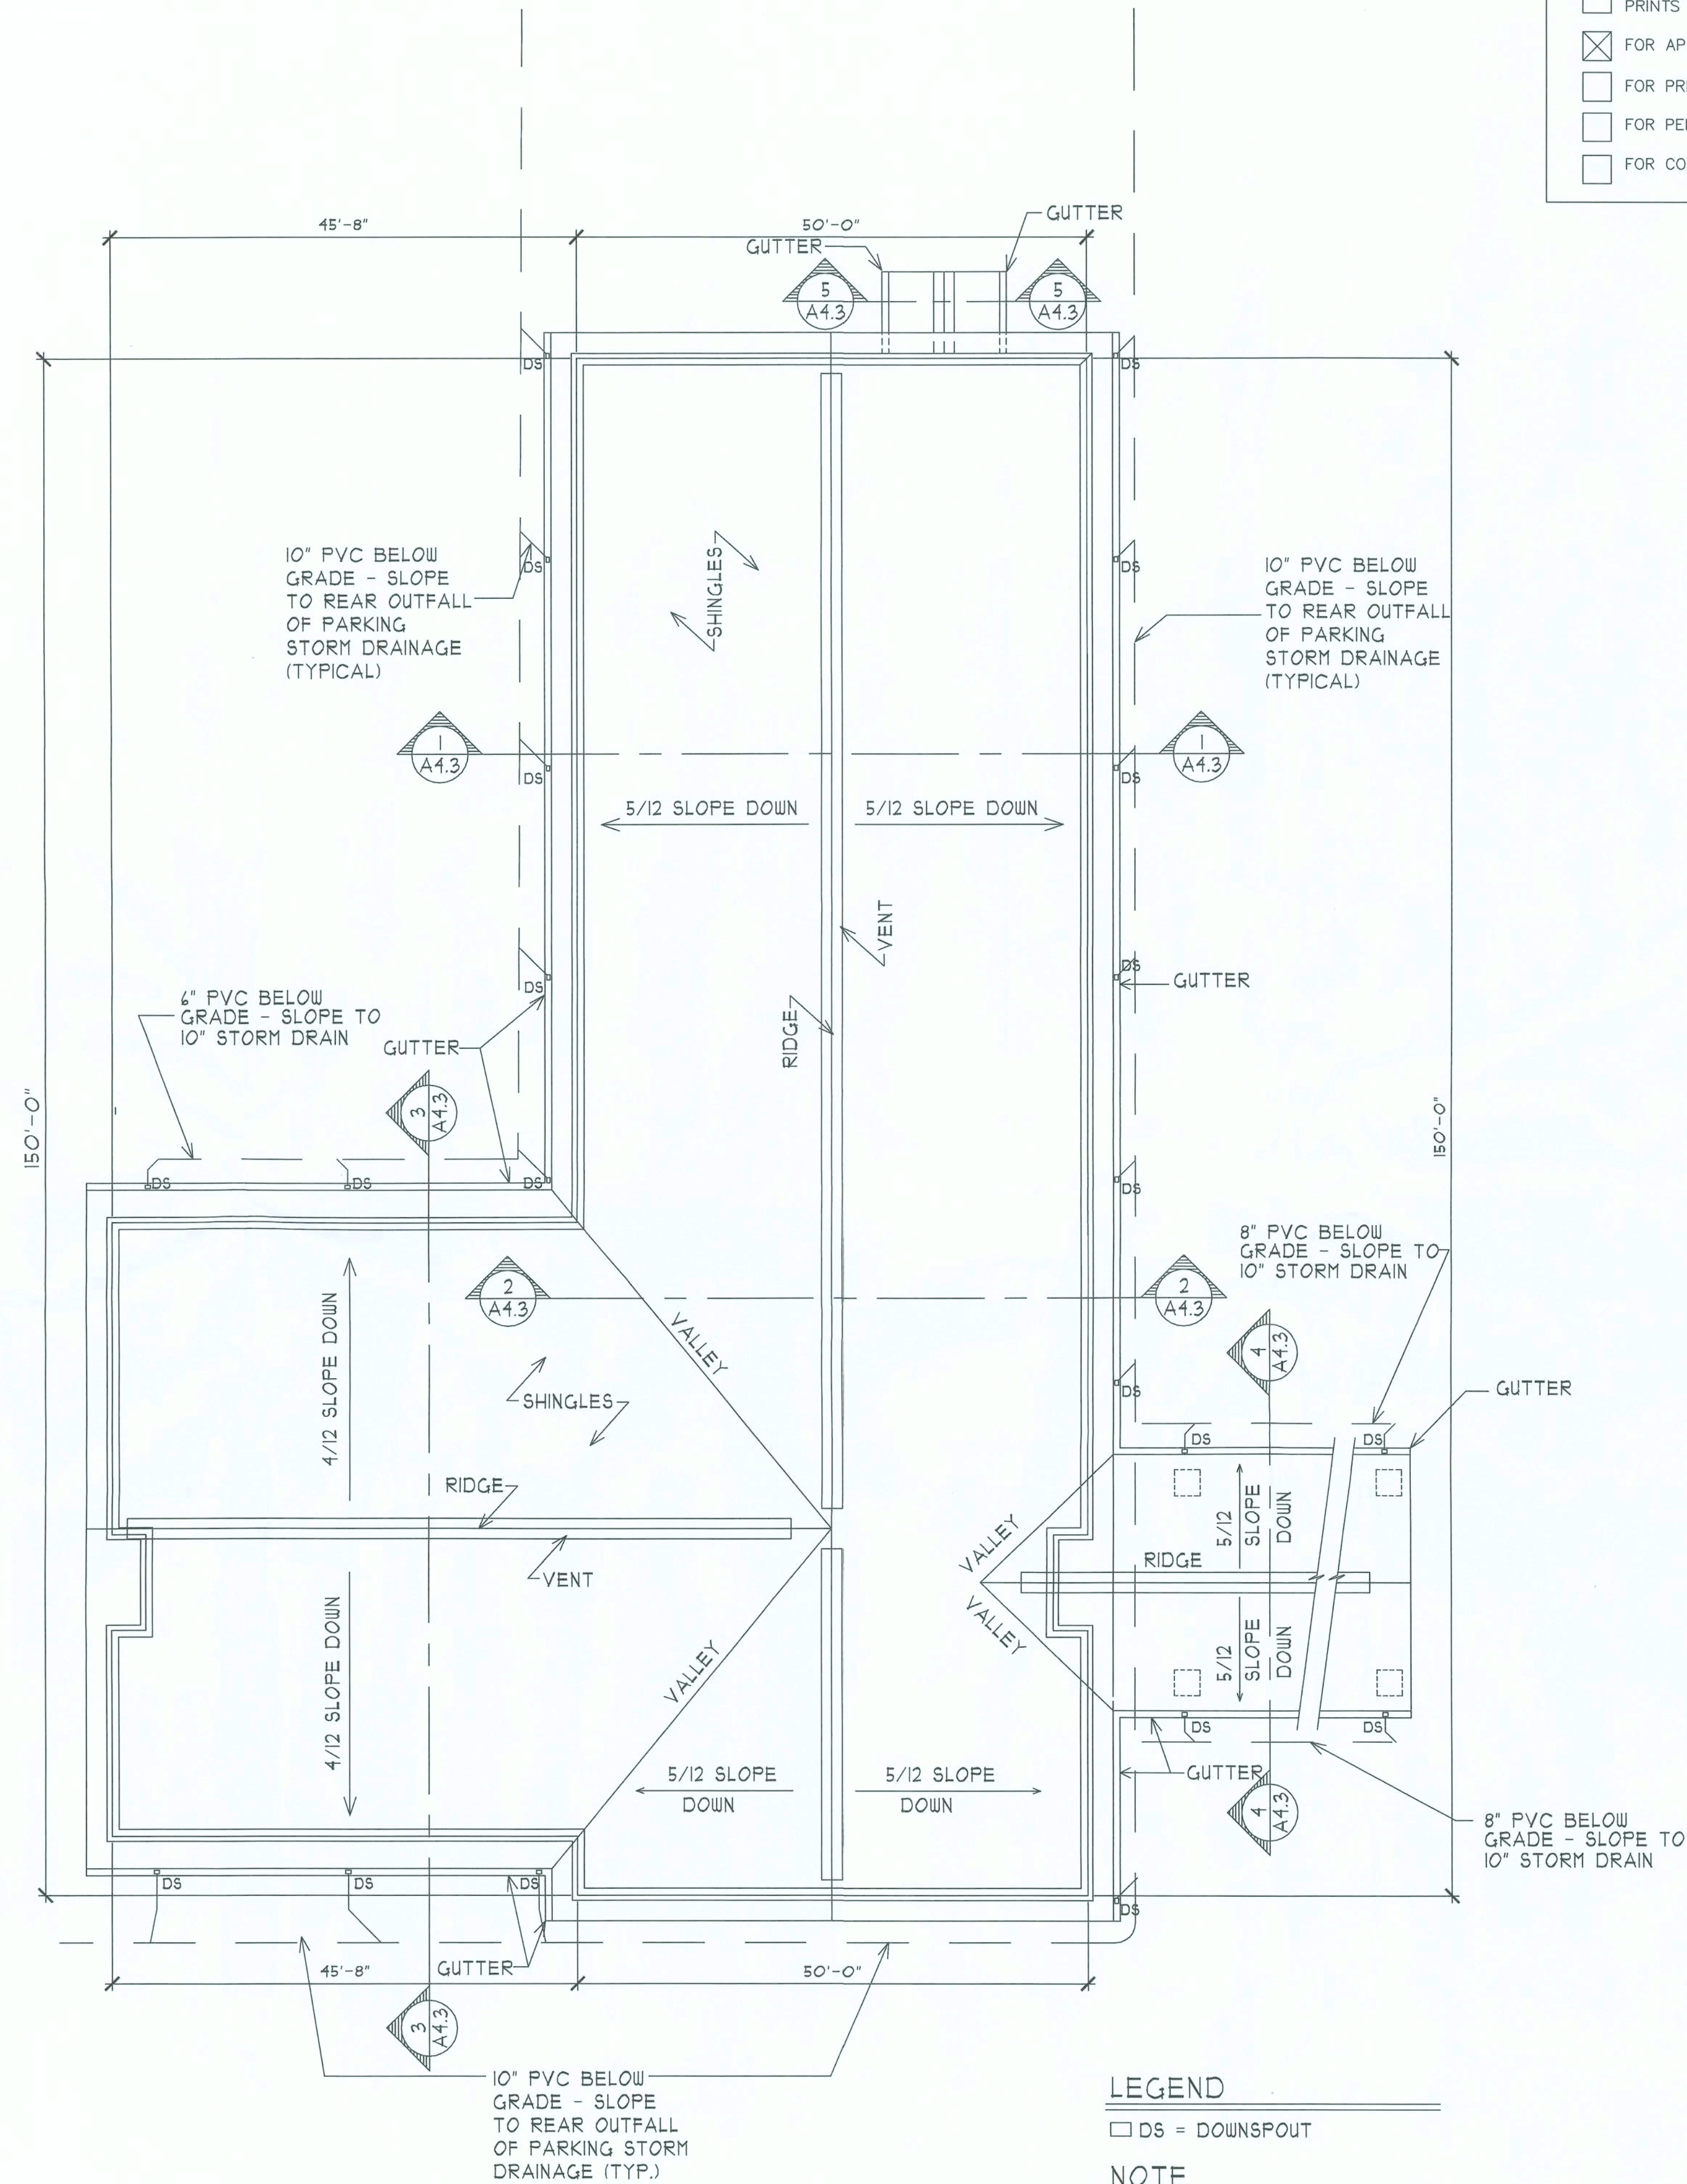 PRINTS
FOR AP
FOR PR
FOR PE
FOR CO
45'-8"
50'-0"
GUTTER
GUTTER
5
A4.3
5
A4.3
DS
DS
10" PVC BELOW
GRADE - SLOPE
TO REAR OUTFALL
OF PARKING
STORM DRAINAGE
(TYPICAL)
DS
SHINGLES
DS
10" PVC BELOW
GRADE - SLOPE
TO REAR OUTFALL
OF PARKING
STORM DRAINAGE
(TYPICAL)
1
A4.3
1
A4.3
DS
DS
5/12 SLOPE DOWN
5/12 SLOPE DOWN
VENT
RIDGE
DS
DS
GUTTER
6" PVC BELOW
GRADE - SLOPE TO
10" STORM DRAIN
GUTTER
3
A4.3
150'-0"
150'-0"
DS
DS
DS
DS
8" PVC BELOW
GRADE - SLOPE TO
10" STORM DRAIN
2
A4.3
2
A4.3
4/12 SLOPE DOWN
VALLEY
4
A4.3
SHINGLES
DS
GUTTER
DS
DS
RIDGE
VENT
VALLEY
VALLEY
5/12
SLOPE
DOWN
RIDGE
5/12
SLOPE
DOWN
4/12 SLOPE DOWN
VALLEY
DS
DS
5/12 SLOPE
DOWN
5/12 SLOPE
DOWN
GUTTER
4
A4.3
8" PVC BELOW
GRADE - SLOPE TO
10" STORM DRAIN
DS
DS
DS
DS
GUTTER
45'-8"
50'-0"
3
A4.3
10" PVC BELOW
GRADE - SLOPE
TO REAR OUTFALL
OF PARKING STORM
DRAINAGE (TYP.)
LEGEND
DS = DOWNSPOUT
NOTE